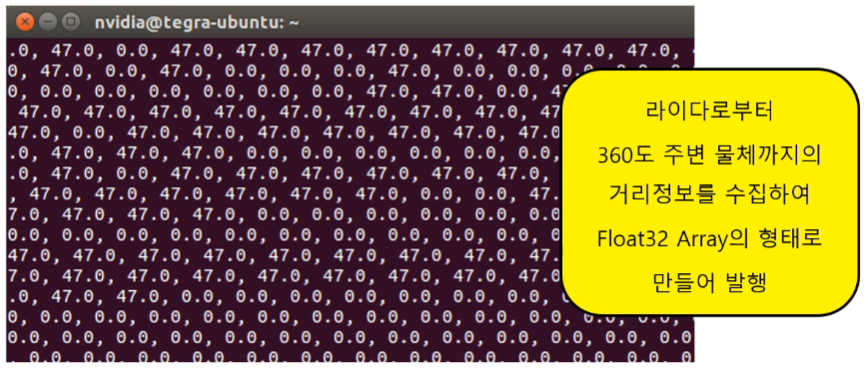 nvidia@tegra-ubuntu: ~
.0, 47.0, 0.0, 47.0, 47.0, 47.0, 47.0, 47.0, 47.0, 47.0, 47.0,
0, 47.0, 0.0, 47.0, 0.0, 0.0, 0.0, 47.0, 0.0, 0.0, 0.0, 0.0, 0.0
0.0, 0.0, 0.0, 0.0, 0.0, 0.0, 47.0, 47.0, 0.0, 47.0,
47.0, 47.0, 47.0, 47.0, 47.0, 47.0, 47.0, 47.0, 47.0,
47.0, 0.0, 47.0, 47.0, 47.0, 47.0, 47.0, 47.0, 47.0,
.0, 47.0, 47.0, 47.0, 0.0, 0.0, 0.0, 0.0, 0.0, 0.0,
.0, 47.0, 0.0, 47.0, 47.0, 47.0, 47.0, 47.0, 47.0,
, 47.0, 47.0, 47.0, 47.0, 47.0, 47.0, 0.0, 0.0, 47.
7.0, 47.0, 47.0, 47.0, 0.0, 0.0, 0.0, 0.0, 0.0, 0.0
0.0, 0.0, 0.0, 0.0, 0.0, 0.0, 0.0, 0.0, 0.0, 47.0,
47.0, 47.0, 47.0, 47.0, 47.0, 47.0, 47.0, 47.0, 47.
7.0, 47.0, 47.0, 47.0, 47.0, 47.0, 47.0, 47.0, 47.0
.0, 47.0, 47.0, 0.0, 0.0, 0.0, 0.0, 0.0, 0.0, 0.0,
0, 0.0, 0.0, 0.0, 0.0, 0.0, 0.0, 0.0, 0.0, 0.0, 0.0, 0.0, 0.0,
0.0, 0.0, 0.0, 0.0, 0.0, 0.0, 0.0, 0.0, 0.0, 0.0, 0.0, 0.0, 0.0
, 0.0, 0.0, 0.0, 0.0, 0.0, 0.0, 0.0, 0.0, 0.0, 0.0, 0.0, 0.0, 0.0
라이다로부터
360도 주변 물체까지의
거리정보를 수집하여
Float32 Array의 형태로
만들어 발행